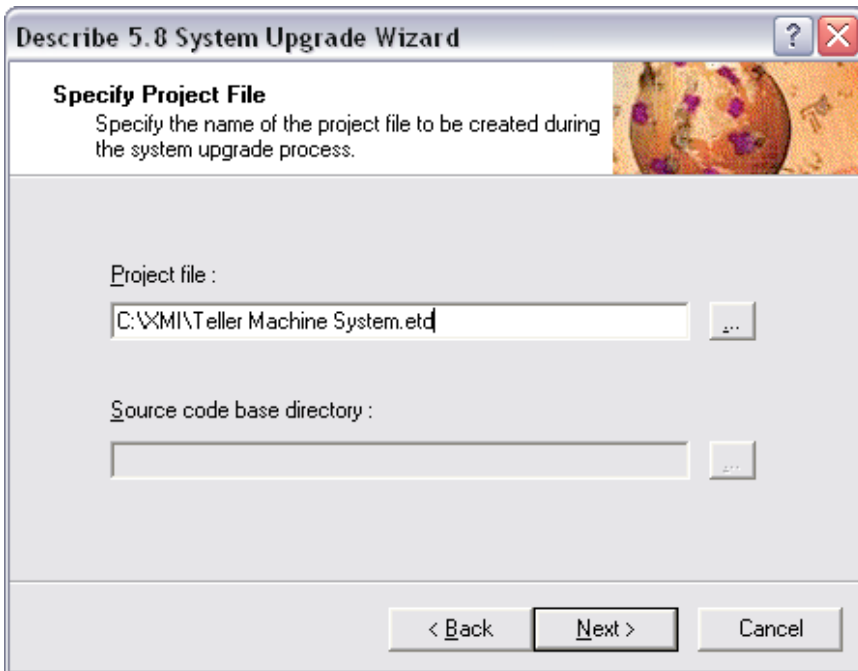 Describe 5.8 System Upgrade Wizard
?
Specify Project File
Specify the name of the project file to be created during
the system upgrade process.
Project file :
C:\XMI\Teller Machine System.etd
...
Source code base directory :
...
< Back
Next >
Cancel